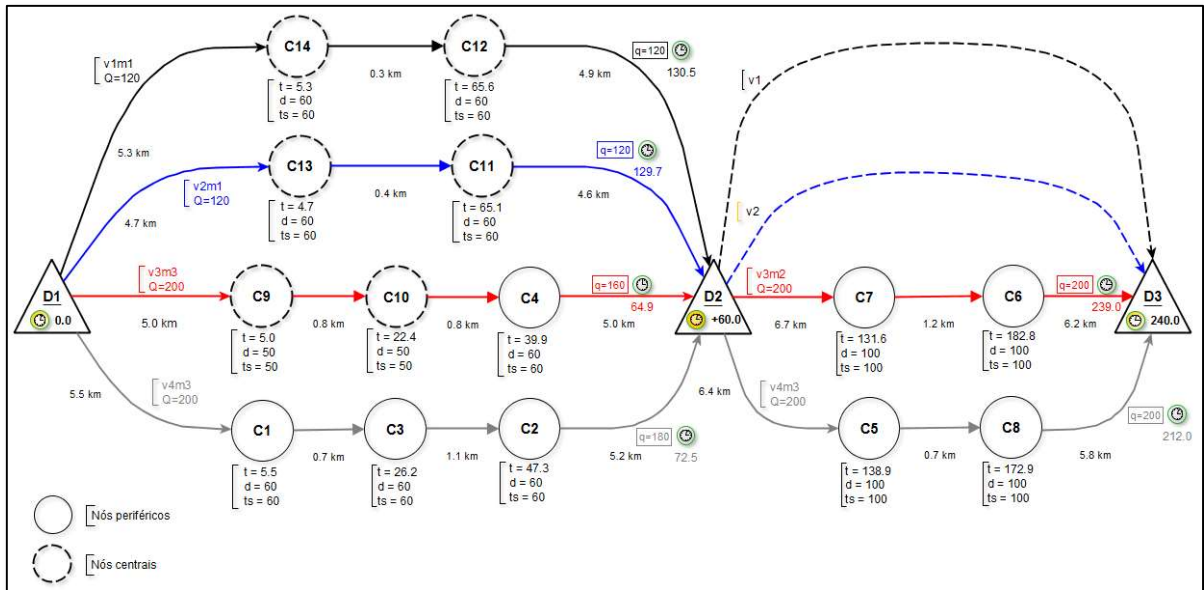 v1m1
Q=120
5.3 km
C14
t = 5.3
d = 60
ts = 60
0.3 km
C12
t = 65.6
d = 60
ts = 60
4.9 km
q=120
130.5
v1
v2m1
Q=120
4.7 km
C13
t = 4.7
d = 60
ts = 60
0.4 km
C11
t = 65.1
d = 60
ts = 60
4.6 km
q=120
129.7
v2
D1
0.0
v3m3
Q=200
5.0 km
C9
t = 5.0
d = 50
ts = 50
0.8 km
C10
t = 22.4
d = 50
ts = 50
0.8 km
C4
t = 39.9
d = 60
ts = 60
q=160
64.9
5.0 km
D2
+60.0
v3m2
Q=200
6.7 km
C7
t = 131.6
d = 100
ts = 100
1.2 km
C6
t = 182.8
d = 100
ts = 100
q=200
239.0
6.2 km
D3
240.0
5.5 km
v4m3
Q=200
C1
t = 5.5
d = 60
ts = 60
0.7 km
C3
t = 26.2
d = 60
ts = 60
1.1 km
C2
t = 47.3
d = 60
ts = 60
q=180
72.5
5.2 km
6.4 km
v4m3
Q=200
C5
t = 138.9
d = 100
ts = 100
0.7 km
C8
t = 172.9
d = 100
ts = 100
q=200
212.0
5.8 km
Nós periféricos
Nós centrais